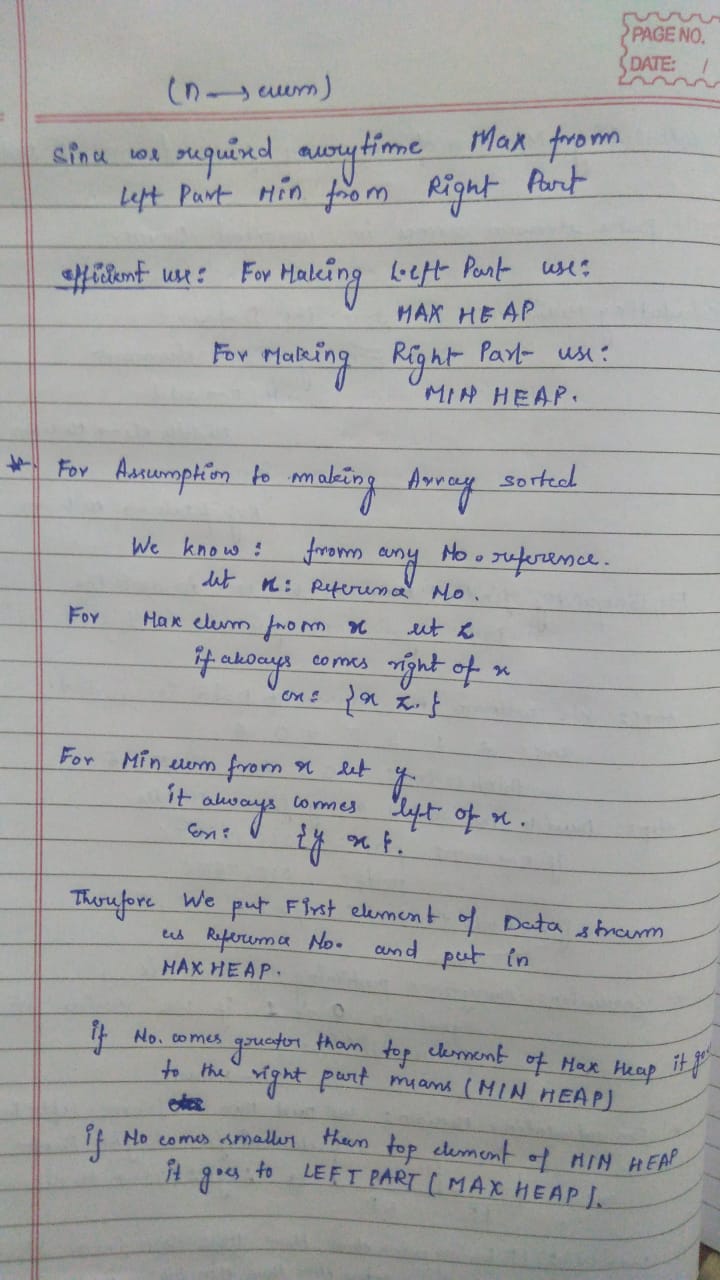 PAGE NO.
DATE: /
(n → elem)
Since we required everytime Max from
Left Part Min from Right Part
efficient use: For Making Left Part use:
MAX HEAP
For Making Right Part use:
MIN HEAP.
* For Assumption to making Array sorted
We know: from any No. reference.
let x: Reference No.
For Max elem from x let z
if always comes right of x
ex: {x z.}
For Min elem from x let y.
it always comes left of x.
Ex: {y x}.
Therefore We put First element of Data stream
as Reference No. and put in
MAX HEAP.
if No. comes greator than top element of Max Heap it
to the right part means (MIN HEAP)
if No comes smaller then top element of MIN HEAP
it goes to LEFT PART [MAX HEAP].